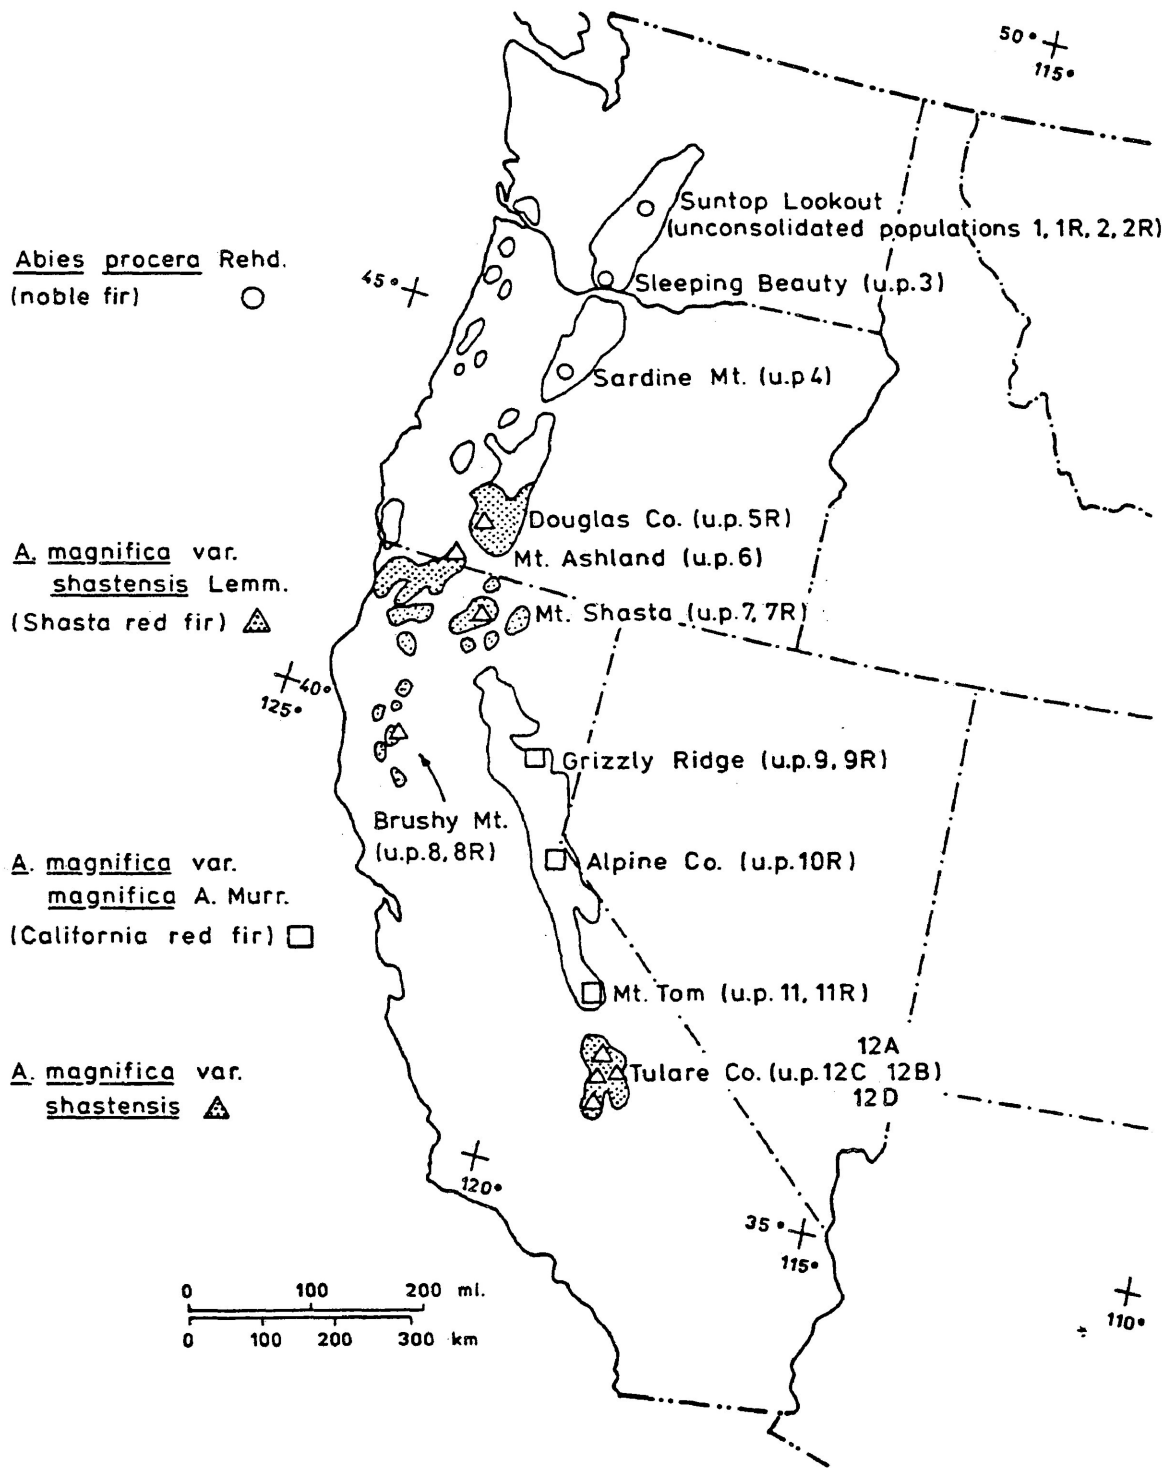 50°
115°
Suntop Lookout
(unconsolidated populations 1, 1R, 2, 2R)
Abies procera Rehd.
(noble fir)
45°
Sleeping Beauty (u.p.3)
Sardine Mt. (u.p4)
Douglas Co. (u.p.5R)
Mt. Ashland (u.p.6)
A. magnifica var.
shastensis Lemm.
(Shasta red fir)
Mt. Shasta (u.p.7, 7R)
40°
125°
Grizzly Ridge (u.p.9, 9R)
Brushy Mt.
(u.p.8, 8R)
Alpine Co. (u.p.10R)
A. magnifica var.
magnifica A. Murr.
(California red fir)
Mt. Tom (u.p. 11, 11R)
12A
Tulare Co. (u.p.12C 12B)
12D
A. magnifica var.
shastensis
120°
35°
115°
0 100 200 mi.
0 100 200 300 km
110°